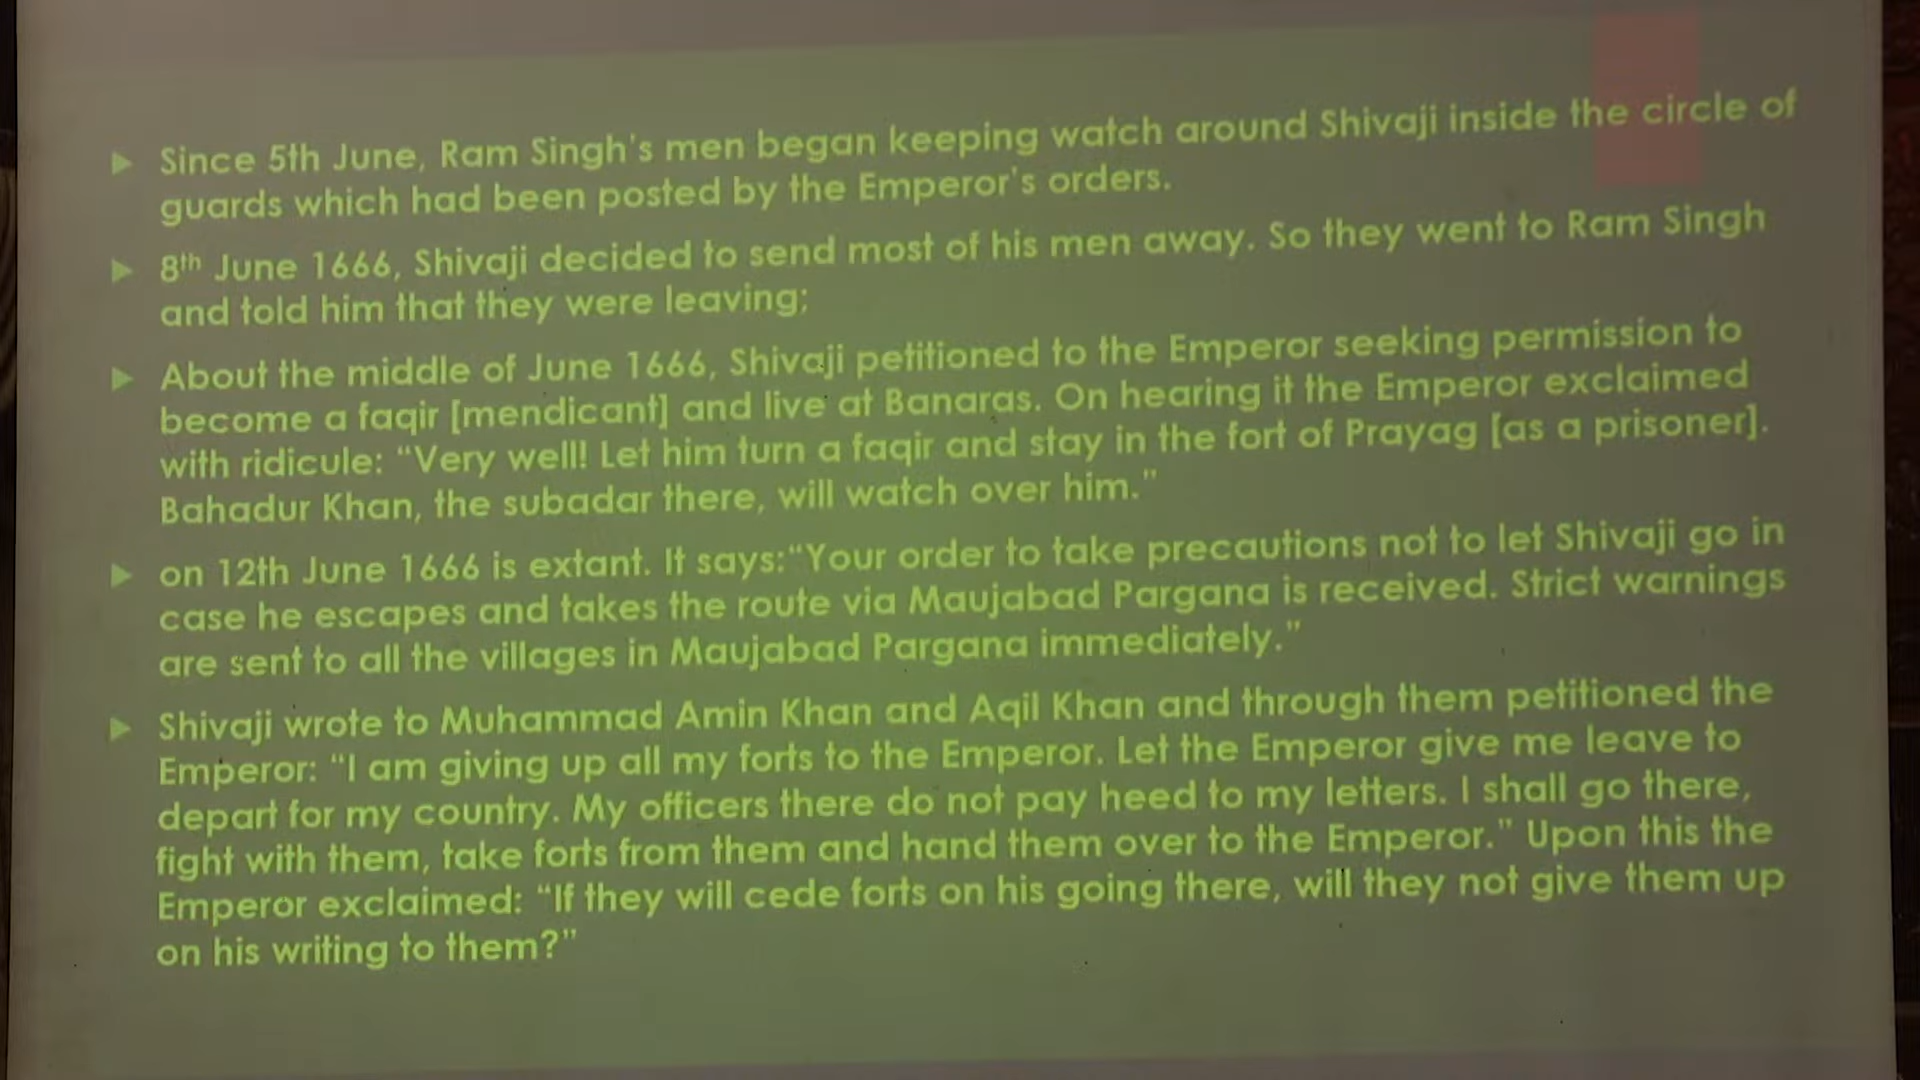 Since 5th June, Ram Singh's men began keeping watch around Shivaji inside the circle of
guards which had been posted by the Emperor's orders.
8th June 1666, Shivaji decided to send most of his men away. So they went to Ram Singh
and told him that they were leaving;
About the middle of June 1666, Shivaji petitioned to the Emperor seeking permission to
become a faqir [mendicant] and live at Banaras. On hearing it the Emperor exclaimed
with ridicule: “Very well! Let him turn a faqir and stay in the fort of Prayag [as a prisoner].
Bahadur Khan, the subadar there, will watch over him.”
on 12th June 1666 is extant. It says:“Your order to take precautions not to let Shivaji go in
case he escapes and takes the route via Maujabad Pargana is received. Strict warnings
are sent to all the villages in Maujabad Pargana immediately.”
Shivaji wrote to Muhammad Amin Khan and Aqil Khan and through them petitioned the
Emperor: “I am giving up all my forts to the Emperor. Let the Emperor give me leave to
depart for my country. My officers there do not pay heed to my letters. I shall go there,
fight with them, take forts from them and hand them over to the Emperor.” Upon this the
Emperor exclaimed: “If they will cede forts on his going there, will they not give them up
on his writing to them?”